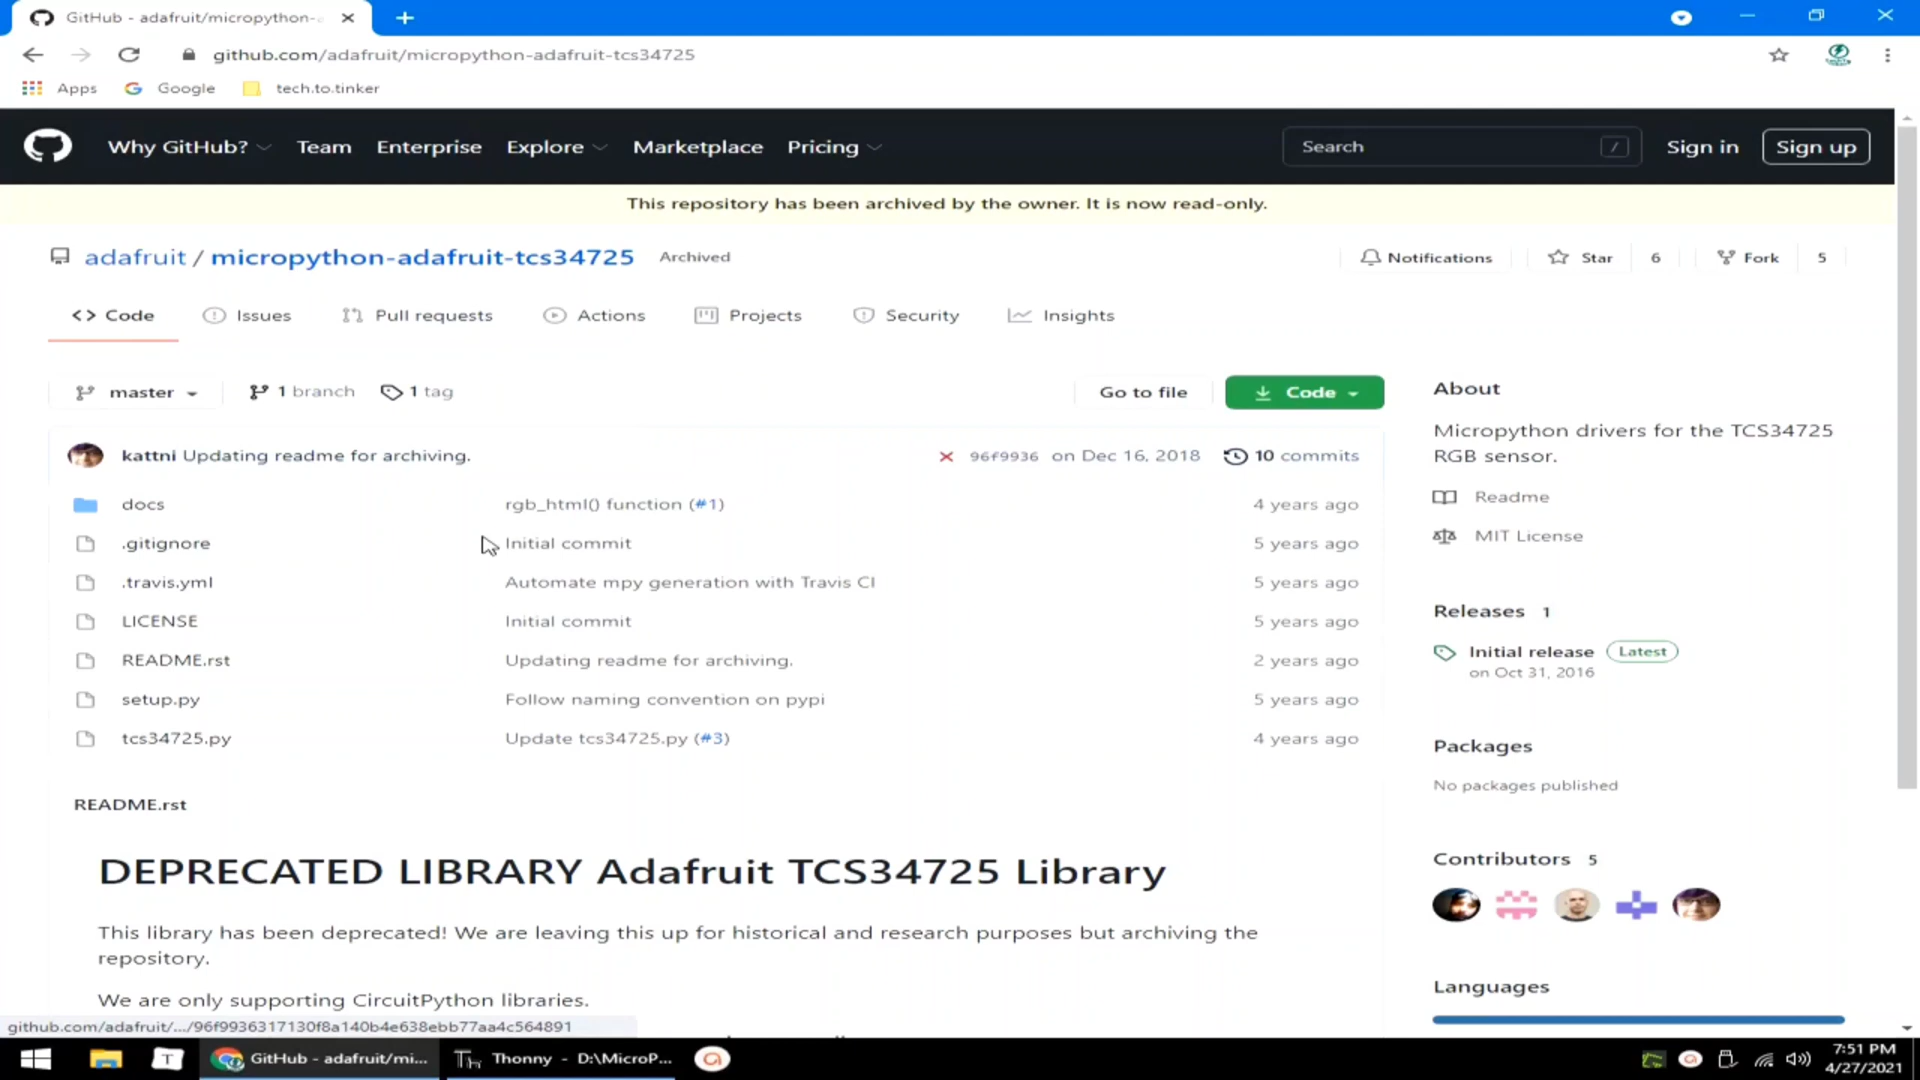 GitHub - adafruit/micropython-a
github.com/adafruit/micropython-adafruit-tcs34725
Apps Google tech.to.tinker
Why GitHub? Team Enterprise Explore Marketplace Pricing Search / Sign in Sign up
This repository has been archived by the owner. It is now read-only.
adafruit / micropython-adafruit-tcs34725 Archived Notifications Star 6 Fork 5
<> Code Issues Pull requests Actions Projects Security Insights
master 1 branch 1 tag Go to file Code
kattni Updating readme for archiving. 96f9936 on Dec 16, 2018 10 commits
docs rgb_html() function (#1) 4 years ago
.gitignore Initial commit 5 years ago
.travis.yml Automate mpy generation with Travis CI 5 years ago
LICENSE Initial commit 5 years ago
README.rst Updating readme for archiving. 2 years ago
setup.py Follow naming convention on pypi 5 years ago
tcs34725.py Update tcs34725.py (#3) 4 years ago
README.rst
DEPRECATED LIBRARY Adafruit TCS34725 Library
This library has been deprecated! We are leaving this up for historical and research purposes but archiving the
repository.
We are only supporting CircuitPython libraries.
About
Micropython drivers for the TCS34725
RGB sensor.
Readme
MIT License
Releases 1
Initial release Latest
on Oct 31, 2016
Packages
No packages published
Contributors 5
Languages
github.com/adafruit/.../96f9936317130f8a140b4e638ebb77aa4c564891
T GitHub - adafruit/mi... Th Thonny - D:\MicroP...
7:51 PM
4/27/2021